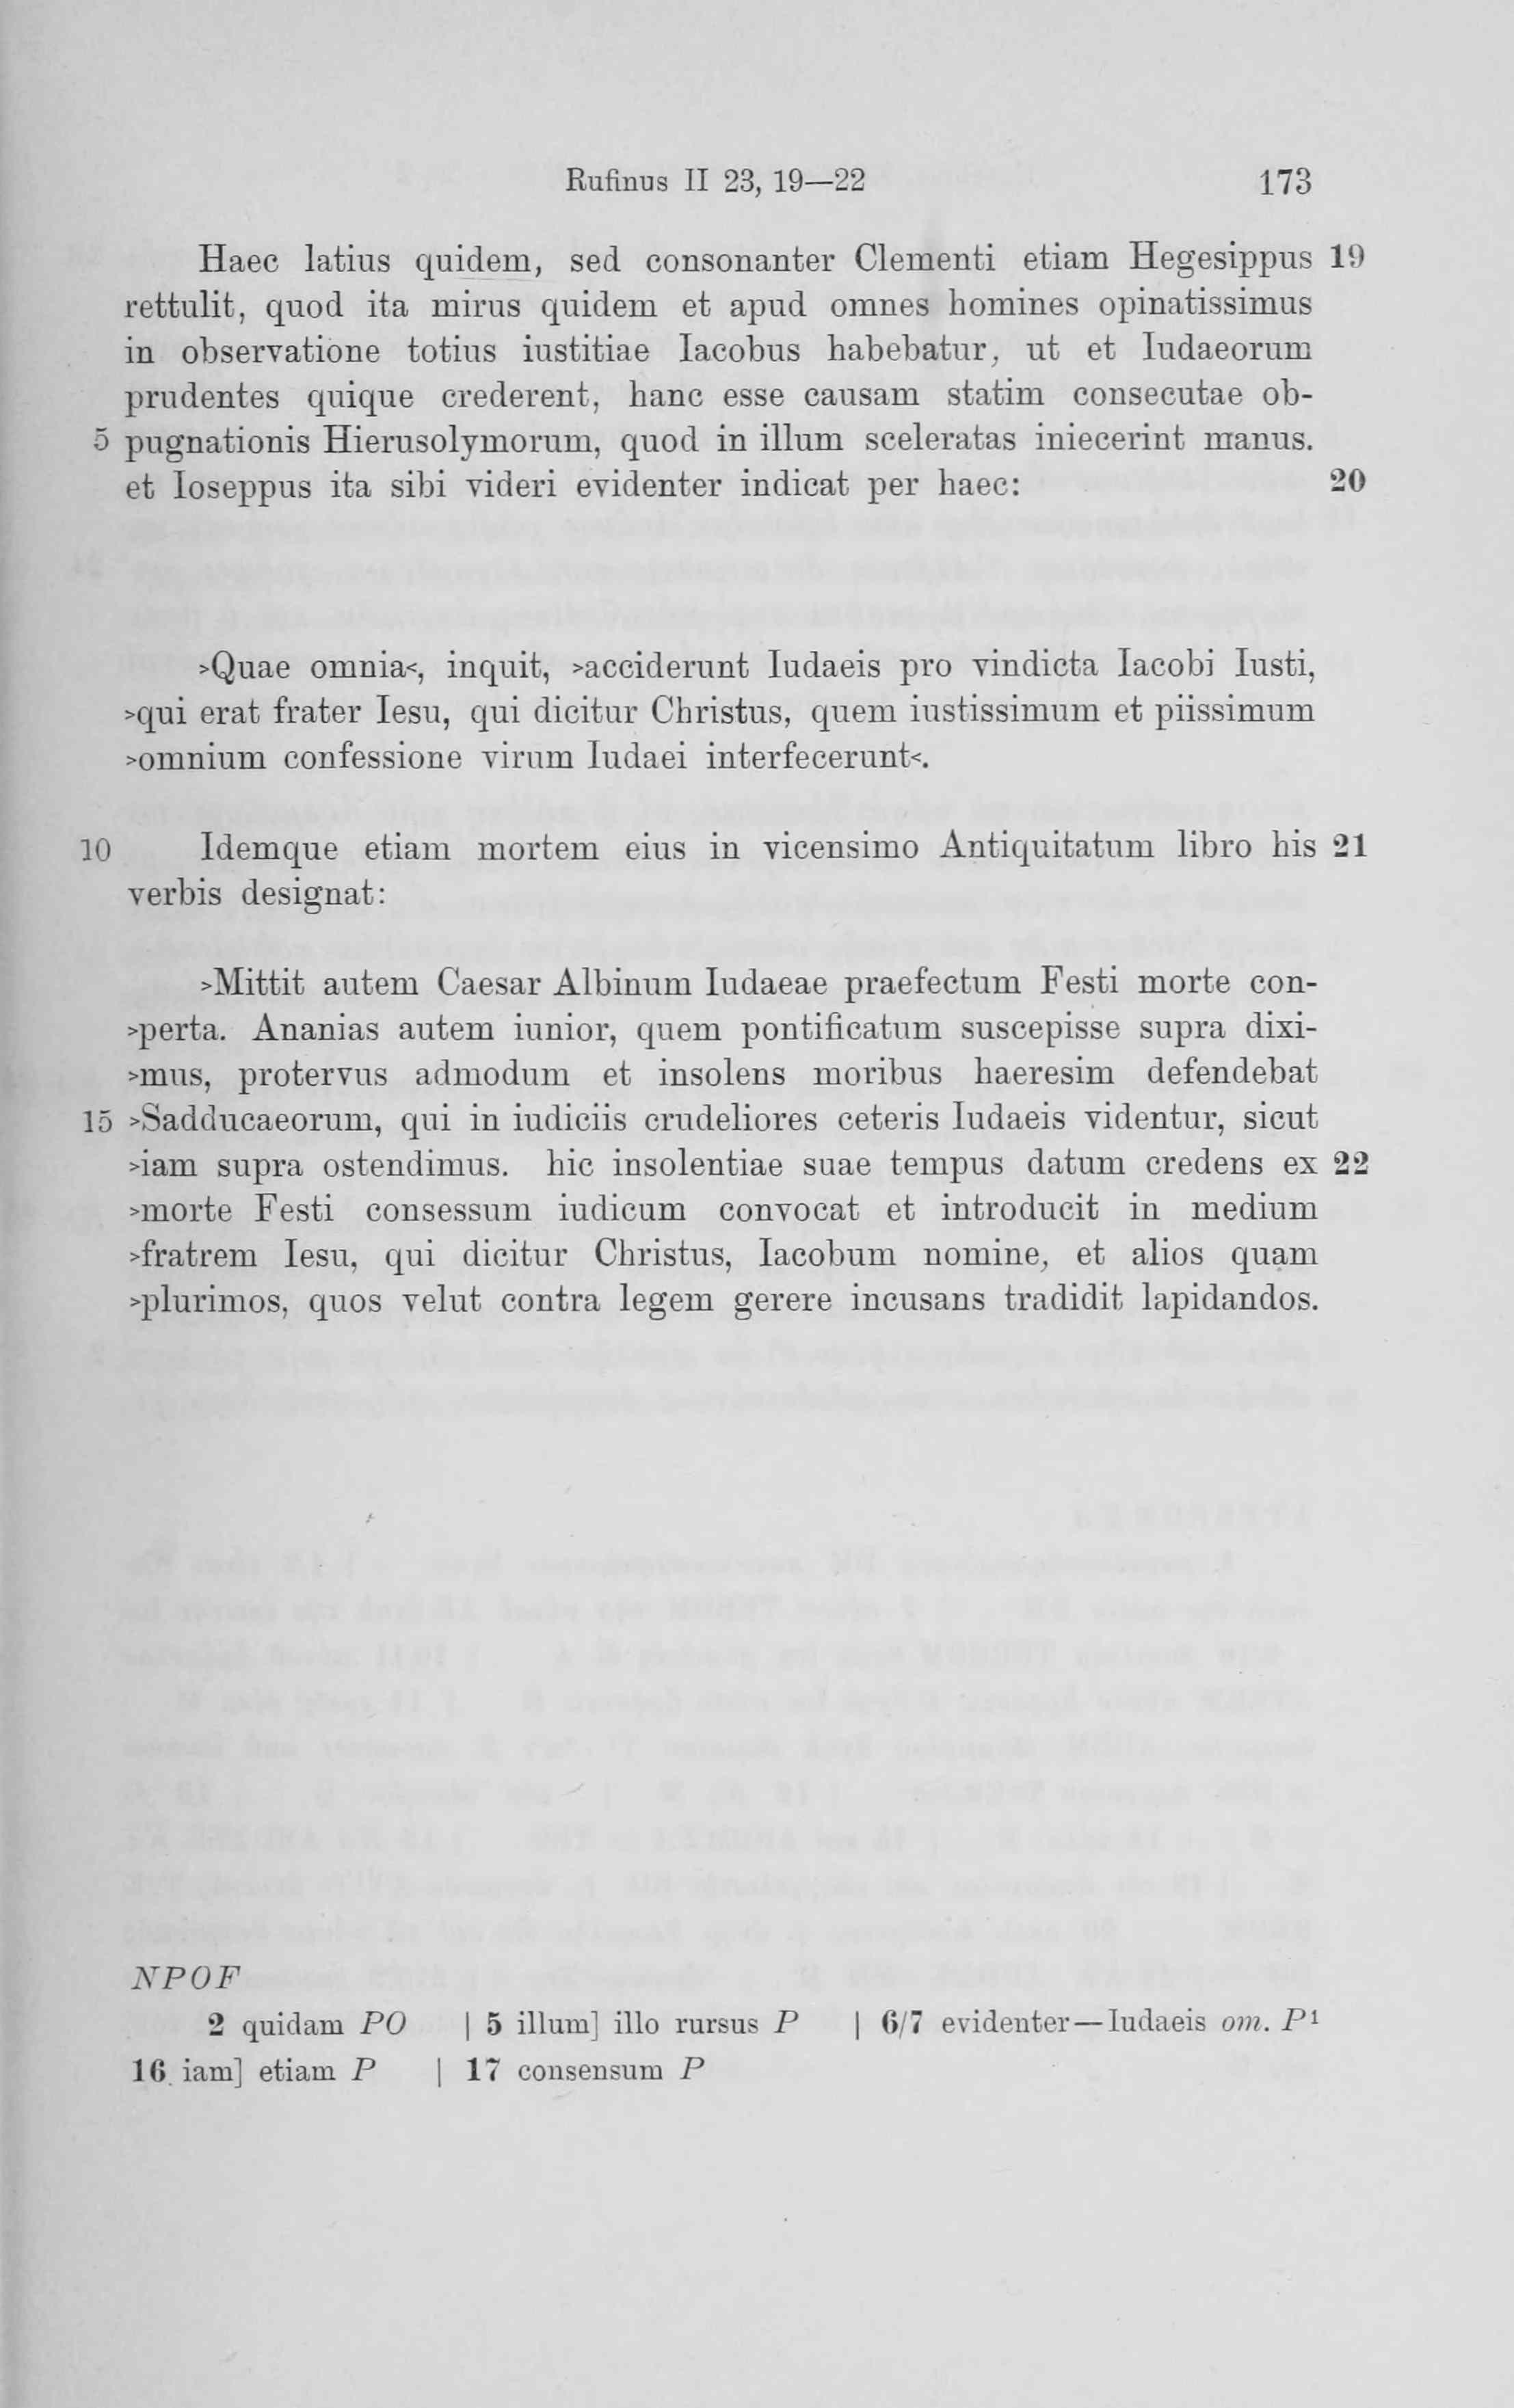 Rufinus II 23, 19—22 173
Haec latius quidem, sed consonanter Clementi etiam Hegesippus 19
rettulit, quod ita mirus quidem et apud omnes homines opinatissimus
in observatione totius iustitiae Iacobus habebatur, ut et Iudaeorum
prudentes quique crederent, hanc esse causam statim consecutae ob-
5 pugnationis Hierusolymorum, quod in illum sceleratas iniecerint manus.
et Ioseppus ita sibi videri evidenter indicat per haec: 20
>Quae omnia<, inquit, >acciderunt Iudaeis pro vindicta Iacobi Iusti,
>qui erat frater Iesu, qui dicitur Christus, quem iustissimum et piissimum
>omnium confessione virum Iudaei interfecerunt<.
10 Idemque etiam mortem eius in vicensimo Antiquitatum libro his 21
verbis designat:
>Mittit autem Caesar Albinum Iudaeae praefectum Festi morte con-
>perta. Ananias autem iunior, quem pontificatum suscepisse supra dixi-
>mus, protervus admodum et insolens moribus haeresim defendebat
15 >Sadducaeorum, qui in iudiciis crudeliores ceteris Iudaeis videntur, sicut
>iam supra ostendimus. hic insolentiae suae tempus datum credens ex 22
>morte Festi consessum iudicum convocat et introducit in medium
>fratrem Iesu, qui dicitur Christus, Iacobum nomine, et alios quam
>plurimos, quos velut contra legem gerere incusans tradidit lapidandos.
NPOF
2 quidam PO | 5 illum] illo rursus P | 6/7 evidenter—Iudaeis om. P¹
16 iam] etiam P | 17 consensum P